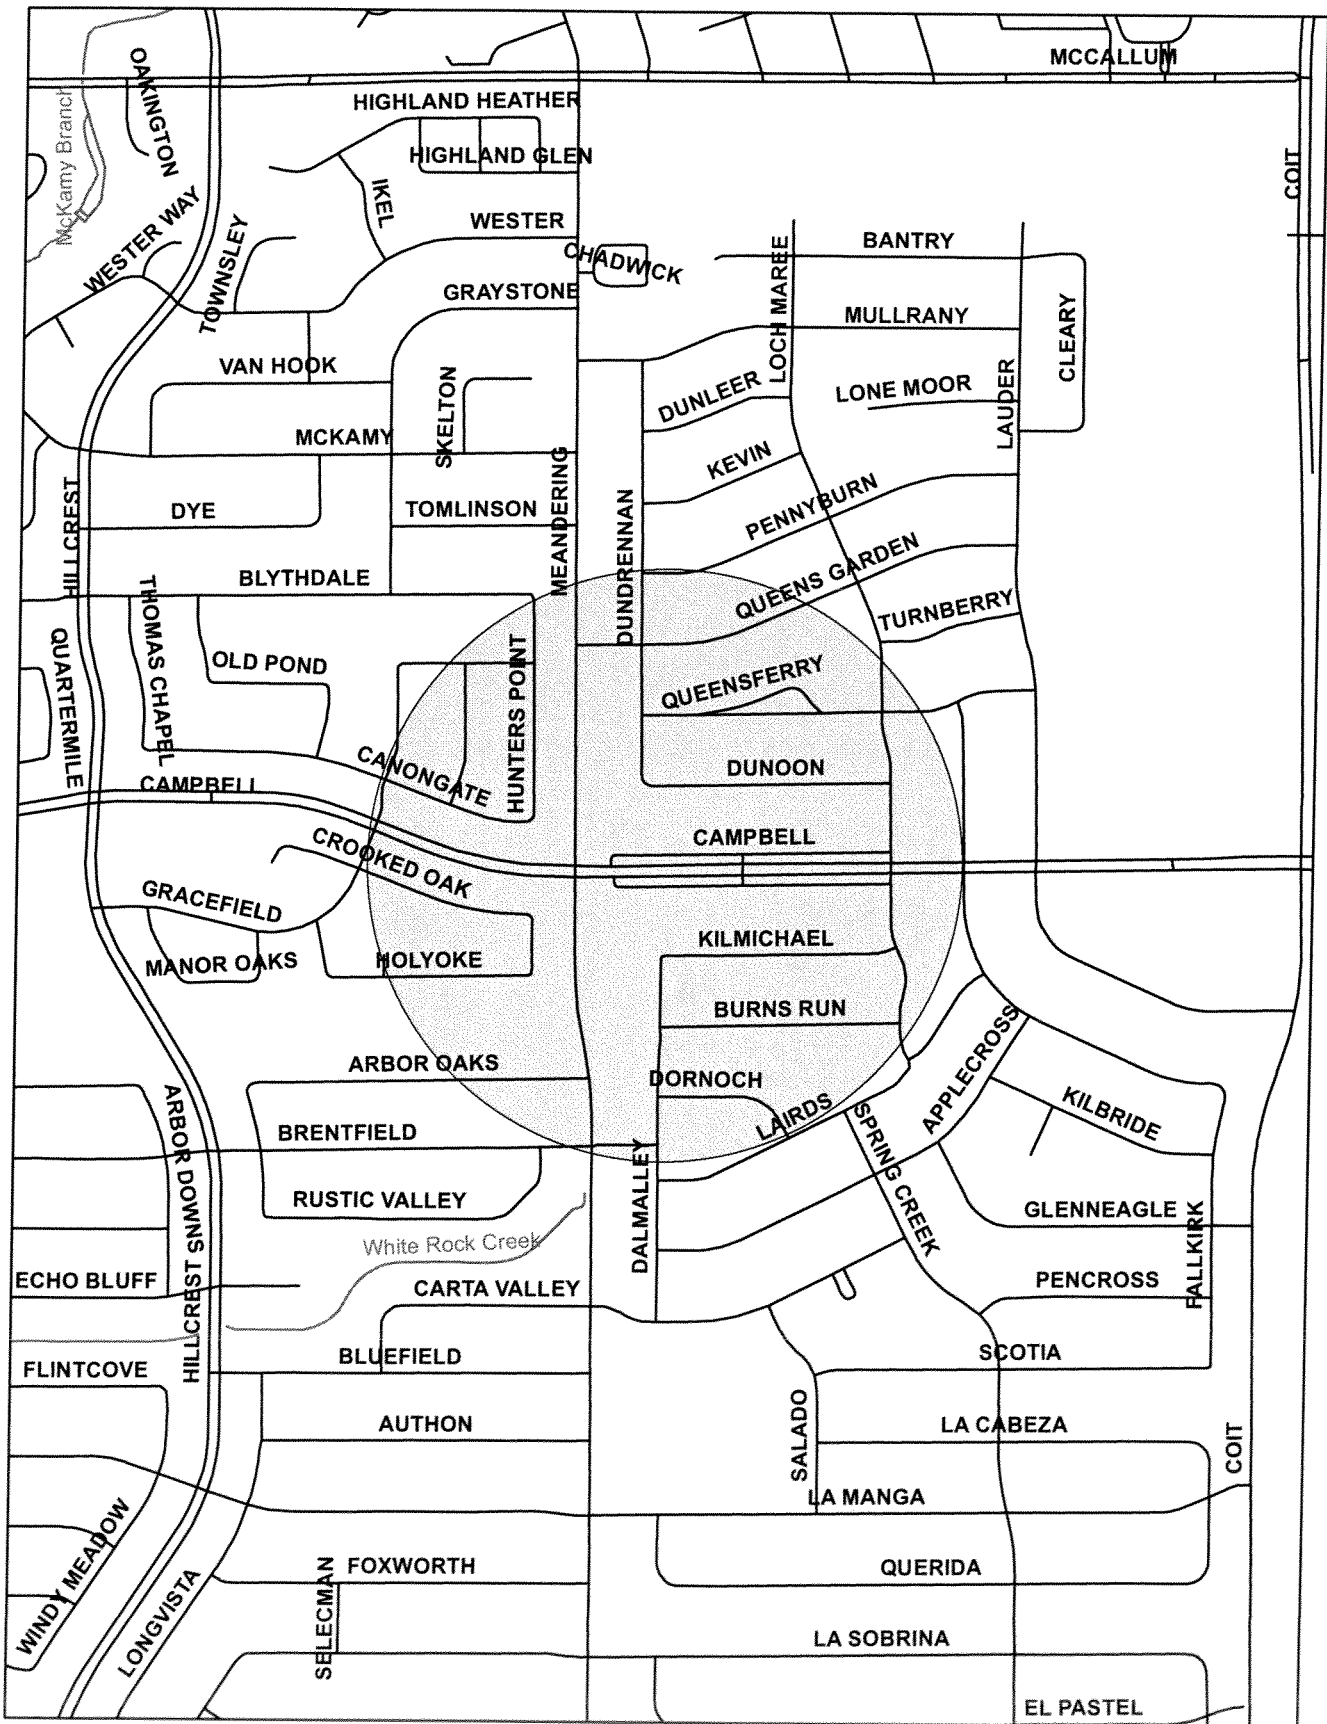 MCCALLUM
OAKINGTON
HIGHLAND HEATHER
McKamy Branch
HIGHLAND GLEN
COIT
IKEL
WESTER WAY
TOWNSLEY
WESTER
CHADWICK
LOCH MAREE
BANTRY
GRAYSTONE
MULLRANY
CLEARY
VAN HOOK
SKELTON
DUNLEER
LONE MOOR
LAUDER
MCKAMY
KEVIN
HILLCREST
DYE
TOMLINSON
MEANDERING
DUNDRENNAN
PENNYBURN
QUEENS GARDEN
BLYTHDALE
THOMAS CHAPEL
TURNBERRY
QUARTERMILE
OLD POND
HUNTERS POINT
QUEENSFERRY
CANONGATE
DUNOON
CAMPBELL
CAMPBELL
CROOKED OAK
GRACEFIELD
KILMICHAEL
MANOR OAKS
HOLYOKE
BURNS RUN
APPLECROSS
ARBOR OAKS
DORNOCH
ARBOR DOWNS
LAIRDS
SPRING CREEK
KILBRIDE
BRENTFIELD
DALMALLEY
RUSTIC VALLEY
GLENNEAGLE
FALLKIRK
White Rock Creek
ECHO BLUFF
HILLCREST
CARTA VALLEY
PENCROSS
BLUEFIELD
SCOTIA
FLINTCOVE
SALADO
AUTHON
LA CABEZA
COIT
LA MANGA
WINDY MEADOW
FOXWORTH
QUERIDA
LONGVISTA
SELECMAN
LA SOBRINA
EL PASTEL